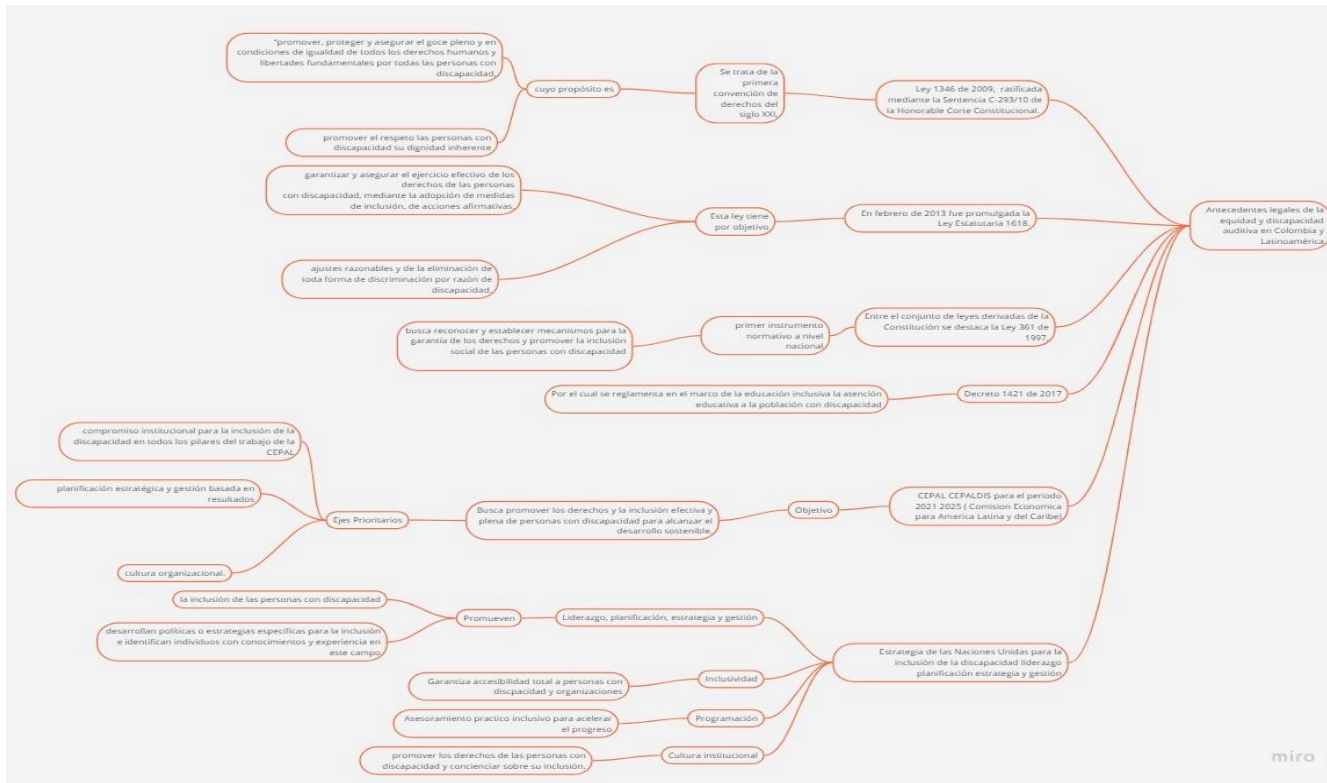 "promover, proteger y asegurar el goce pleno y en
condiciones de igualdad de todos los derechos humanos y
libertades fundamentales por todas las personas con
discapacidad,
cuyo propósito es
Se trata de la
primera
convención de
derechos del
siglo XXI,
Ley 1346 de 2009, ratificada
mediante la Sentencia C-293/10 de
la Honorable Corte Constitucional.
promover el respeto las personas con
discapacidad su dignidad inherente
garantizar y asegurar el ejercicio efectivo de los
derechos de las personas
con discapacidad, mediante la adopción de medidas
de inclusión, de acciones afirmativas,
Esta ley tiene
por objetivo
En febrero de 2013 fue promulgada la
Ley Estatutaria 1618,
Antecedentes legales de la
equidad y discapacidad
auditiva en Colombia y
Latinoamérica
ajustes razonables y de la eliminación de
toda forma de discriminación por razón de
discapacidad,
busca reconocer y establecer mecanismos para la
garantía de los derechos y promover la inclusión
social de las personas con discapacidad
primer instrumento
normativo a nivel
nacional
Entre el conjunto de leyes derivadas de la
Constitución se destaca la Ley 361 de
1997,
Por el cual se reglamenta en el marco de la educación inclusiva la atención
educativa a la población con discapacidad
Decreto 1421 de 2017
compromiso institucional para la inclusión de la
discapacidad en todos los pilares del trabajo de la
CEPAL
planificación estratégica y gestión basada en
resultados
cultura organizacional.
Ejes Prioritarios
Busca promover los derechos y la inclusión efectiva y
plena de personas con discapacidad para alcanzar el
desarrollo sostenible.
Objetivo
CEPAL CEPALDIS para el periodo
2021 2025 ( Comision Economica
para America Latina y del Caribe)
la inclusión de las personas con discapacidad
desarrollan políticas o estrategias específicas para la inclusión
e identifican individuos con conocimientos y experiencia en
este campo
Promueven
Liderazgo, planificación, estrategia y gestión
Estrategia de las Naciones Unidas para la
inclusión de la discapacidad liderazgo
planificación estrategia y gestión
Garantiza accesibilidad total a personas con
discpacidad y organizaciones
Inclusividad
Asesoramiento practico inclusivo para acelerar
el progreso
Programación
promover los derechos de las personas con
discapacidad y concienciar sobre su inclusión.
Cultura institucional
miro